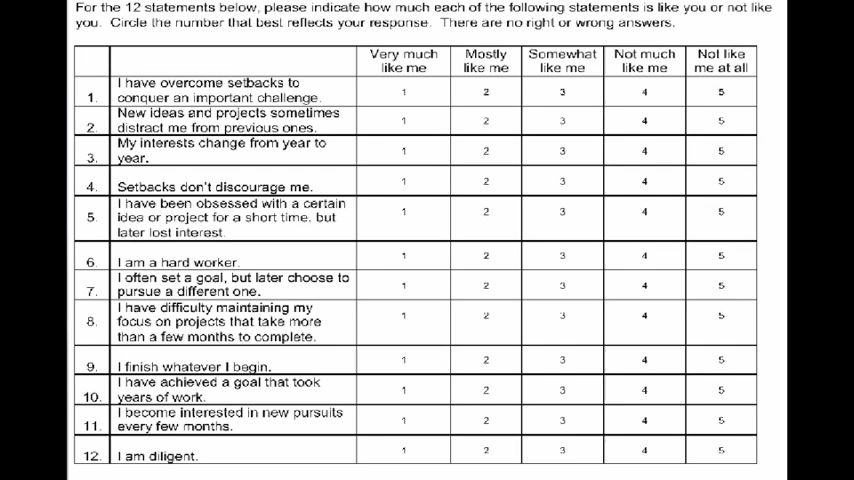 For the 12 statements below, please indicate how much each of the following statements is like you or not like
you. Circle the number that best reflects your response. There are no right or wrong answers.
Very much like me Mostly like me Somewhat like me Not much like me Not like me at all
1. I have overcome setbacks to conquer an important challenge. 1 2 3 4 5
2. New ideas and projects sometimes distract me from previous ones. 1 2 3 4 5
3. My interests change from year to year. 1 2 3 4 5
4. Setbacks don't discourage me. 1 2 3 4 5
5. I have been obsessed with a certain idea or project for a short time, but later lost interest. 1 2 3 4 5
6. I am a hard worker. 1 2 3 4 5
7. I often set a goal, but later choose to pursue a different one. 1 2 3 4 5
8. I have difficulty maintaining my focus on projects that take more than a few months to complete. 1 2 3 4 5
9. I finish whatever I begin. 1 2 3 4 5
10. I have achieved a goal that took years of work. 1 2 3 4 5
11. I become interested in new pursuits every few months. 1 2 3 4 5
12. I am diligent. 1 2 3 4 5